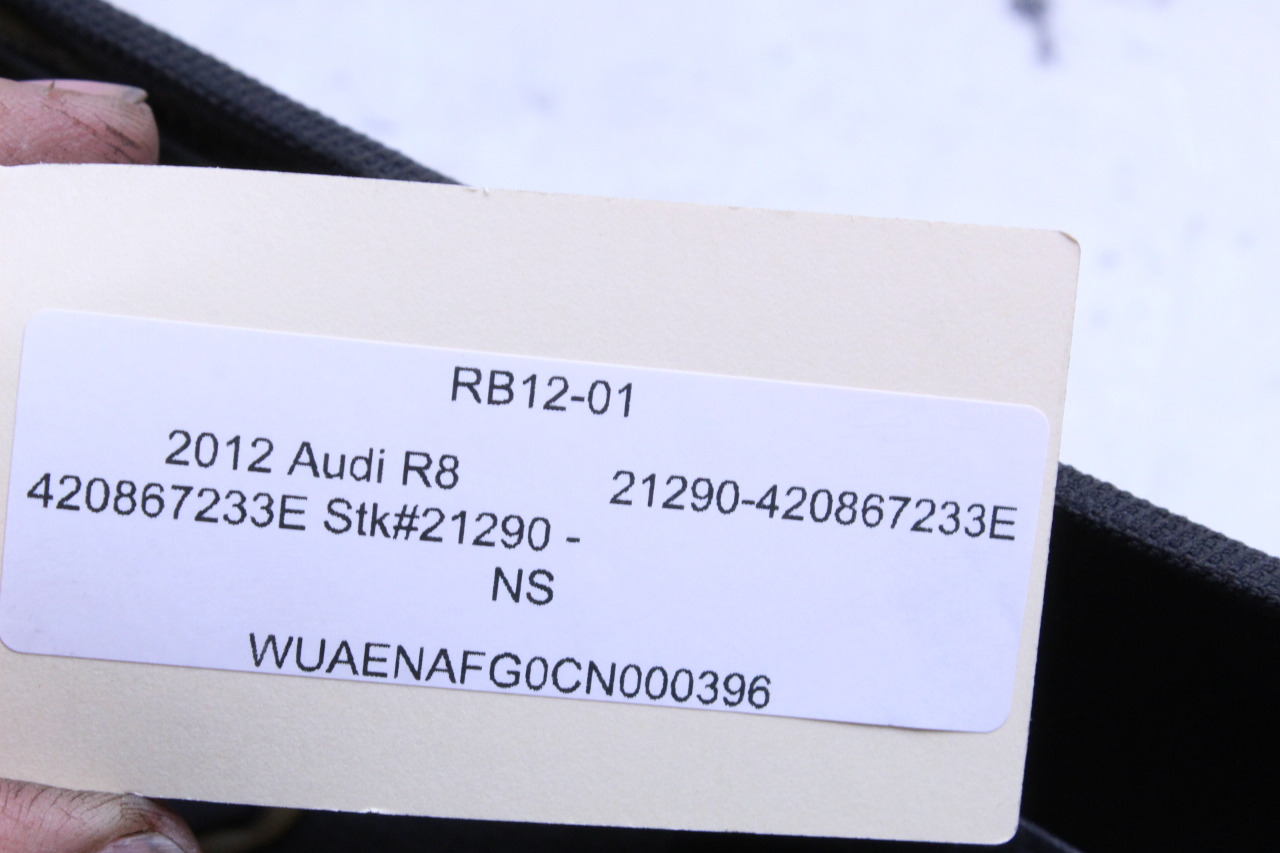 RB12-01
2012 Audi R8
420867233E Stk#21290 -
NS
21290-420867233E
WUAENAFG0CN000396